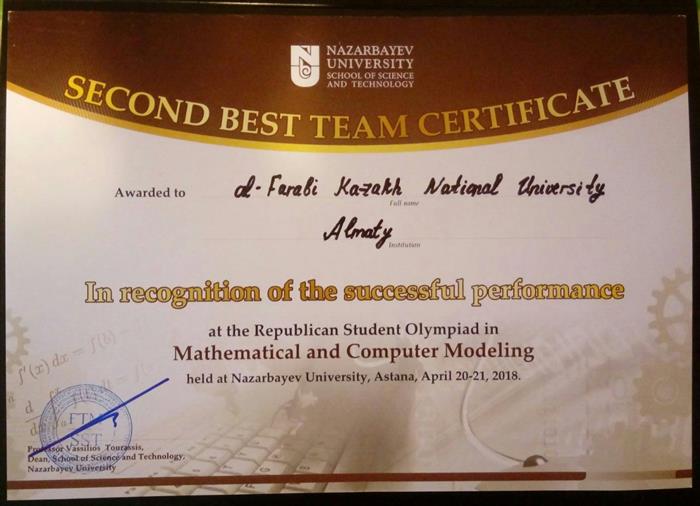 NAZARBAYEV
UNIVERSITY
SCHOOL OF SCIENCE
AND TECHNOLOGY
SECOND BEST TEAM CERTIFICATE
Awarded to al-Farabi Kazakh National University
Full name
Almaty
Institution
In recognition of the successful performance
at the Republican Student Olympiad in
Mathematical and Computer Modeling
held at Nazarbayev University, Astana, April 20-21, 2018.
f'(x) dx = f(b) -
SST
Professor Vassilios Tourassis,
Dean, School of Science and Technology,
Nazarbayev University